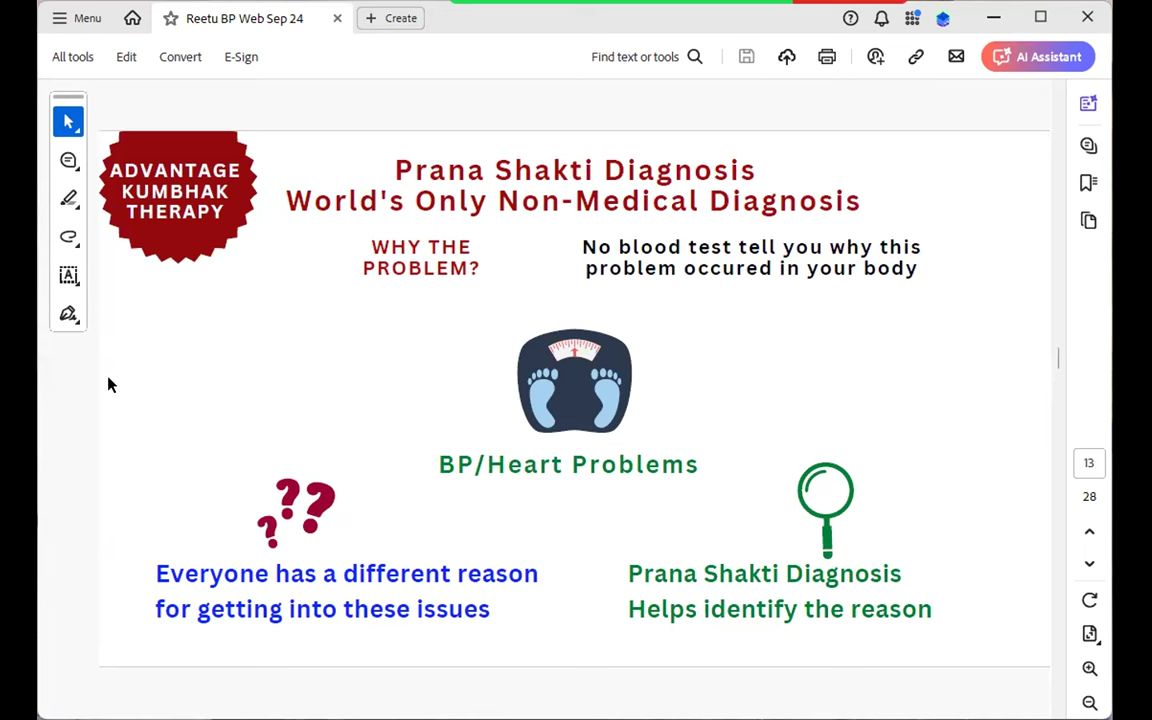 Menu
Reetu BP Web Sep 24
Create
All tools
Edit
Convert
E-Sign
Find text or tools
AI Assistant
ADVANTAGE
KUMBHAK
THERAPY
Prana Shakti Diagnosis
World's Only Non-Medical Diagnosis
WHY THE
PROBLEM?
No blood test tell you why this
problem occured in your body
BP/Heart Problems
???
Everyone has a different reason
for getting into these issues
Prana Shakti Diagnosis
Helps identify the reason
13
28